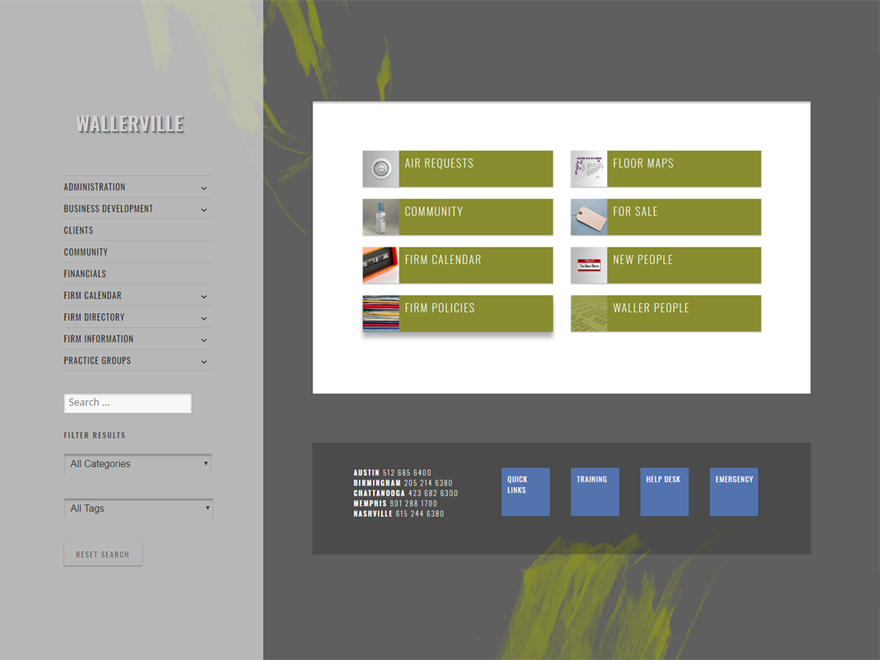 WALLERVILLE
ADMINISTRATION
BUSINESS DEVELOPMENT
CLIENTS
COMMUNITY
FINANCIALS
FIRM CALENDAR
FIRM DIRECTORY
FIRM INFORMATION
PRACTICE GROUPS
Search ...
FILTER RESULTS
All Categories
All Tags
RESET SEARCH
AIR REQUESTS
FLOOR MAPS
COMMUNITY
FOR SALE
FIRM CALENDAR
NEW PEOPLE
FIRM POLICIES
WALLER PEOPLE
AUSTIN 512 685 6400
BIRMINGHAM 205 214 6380
CHATTANOOGA 423 682 6300
MEMPHIS 901 288 1700
NASHVILLE 615 244 6380
QUICK
LINKS
TRAINING
HELP DESK
EMERGENCY